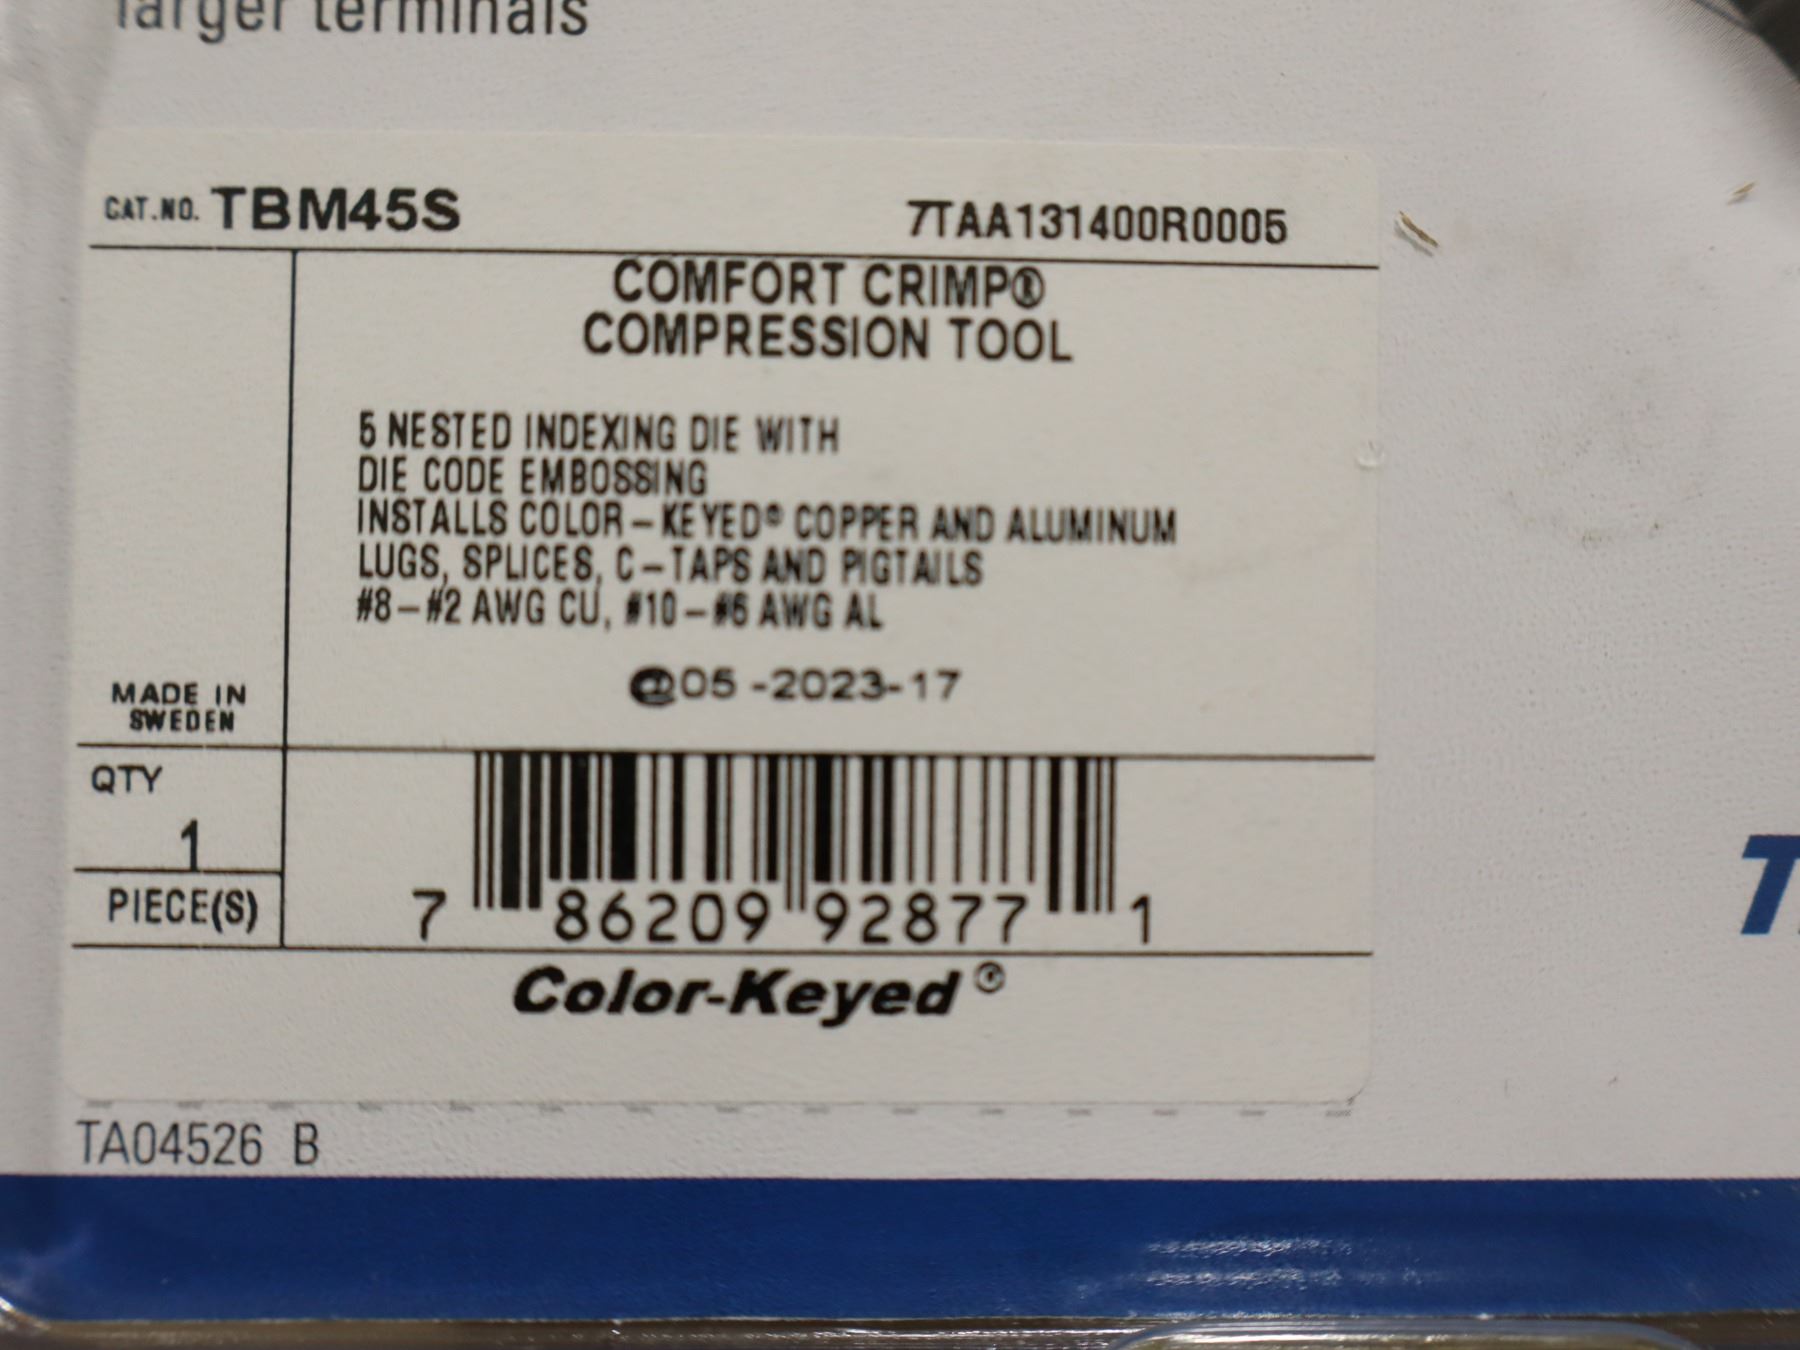 larger terminals
CAT.NO. TBM45S 7TAA131400R0005
COMFORT CRIMP®
COMPRESSION TOOL
5 NESTED INDEXING DIE WITH
DIE CODE EMBOSSING
INSTALLS COLOR-KEYED® COPPER AND ALUMINUM
LUGS, SPLICES, C-TAPS AND PIGTAILS
#8-#2 AWG CU, #10-#6 AWG AL
05-2023-17
MADE IN
SWEDEN
QTY
1
PIECE(S)
7 86209 92877 1
Color-Keyed®
TA04526 B